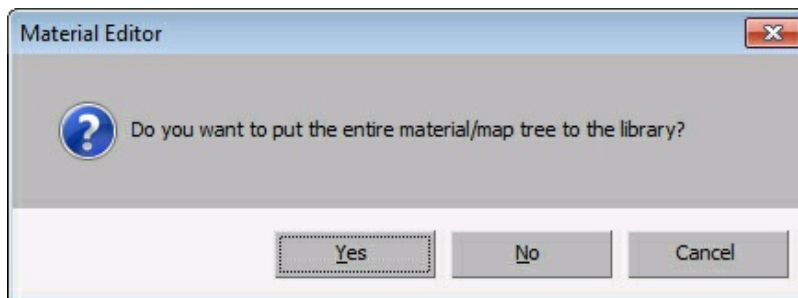 Material Editor
Do you want to put the entire material/map tree to the library?
Yes
No
Cancel